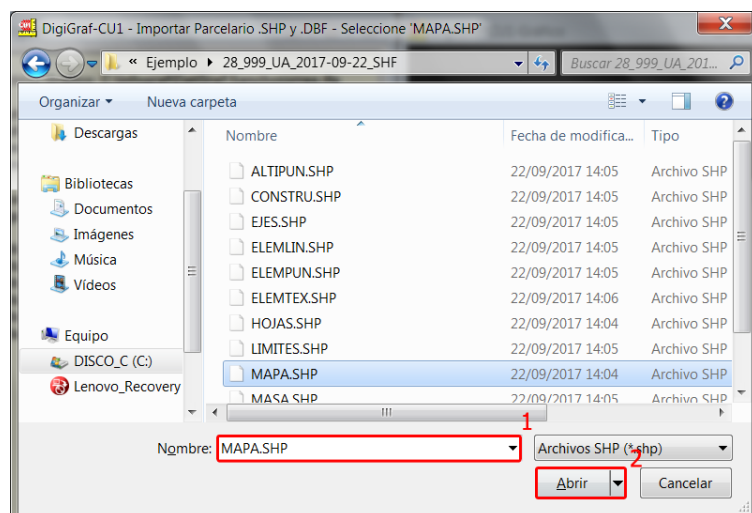 DigiGraf-CU1 - Importar Parcelario .SHP y .DBF - Seleccione 'MAPA.SHP'
« Ejemplo 28_999_UA_2017-09-22_SHF Buscar 28_999_UA_201...
Organizar Nueva carpeta
Descargas
Bibliotecas
Documentos
Imágenes
Música
Vídeos
Equipo
DISCO_C (C:)
Lenovo_Recovery
Nombre Fecha de modifica... Tipo
ALTIPUN.SHP 22/09/2017 14:05 Archivo SHP
CONSTRU.SHP 22/09/2017 14:05 Archivo SHP
EJES.SHP 22/09/2017 14:05 Archivo SHP
ELEMLIN.SHP 22/09/2017 14:05 Archivo SHP
ELEMPUN.SHP 22/09/2017 14:05 Archivo SHP
ELEMTEX.SHP 22/09/2017 14:06 Archivo SHP
HOJAS.SHP 22/09/2017 14:04 Archivo SHP
LIMITES.SHP 22/09/2017 14:05 Archivo SHP
MAPA.SHP 22/09/2017 14:04 Archivo SHP
MASA.SHP 22/09/2017 14:05 Archivo SHP
1
Nombre: MAPA.SHP Archivos SHP (*.shp)
2
Abrir Cancelar